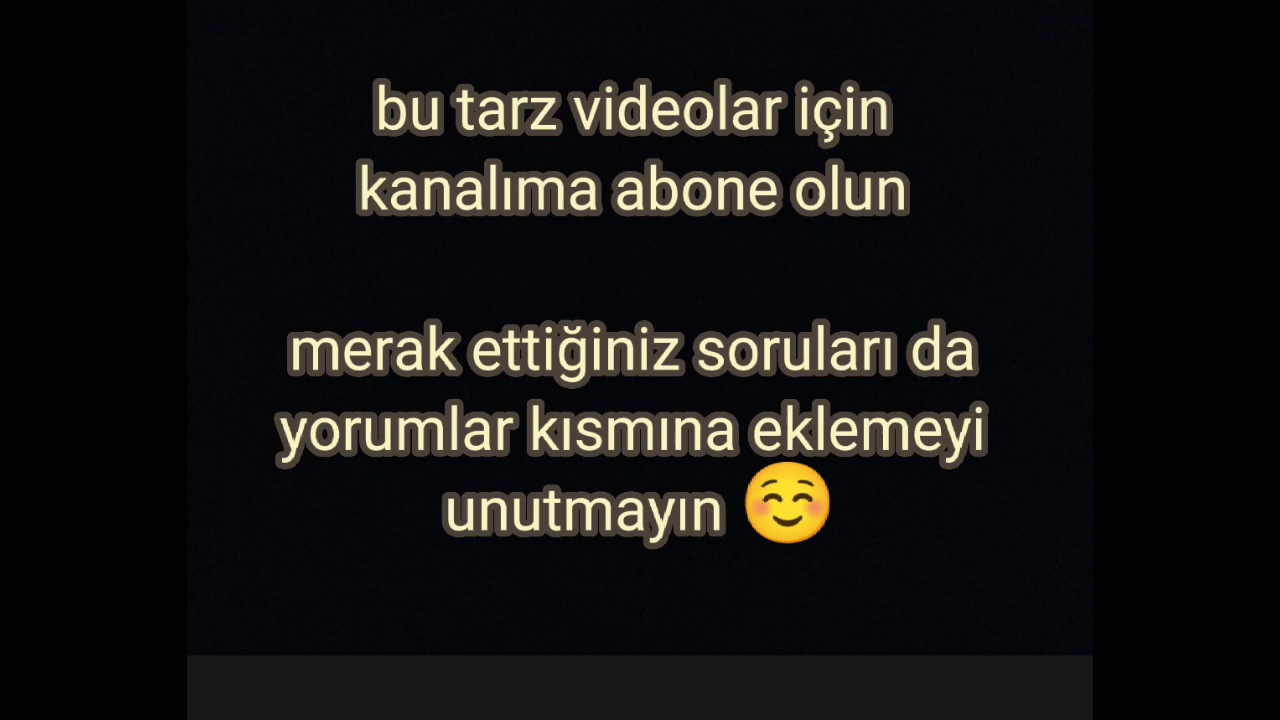 bu tarz videolar için
kanalıma abone olun
merak ettiğiniz soruları da
yorumlar kısmına eklemeyi
unutmayın ☺️